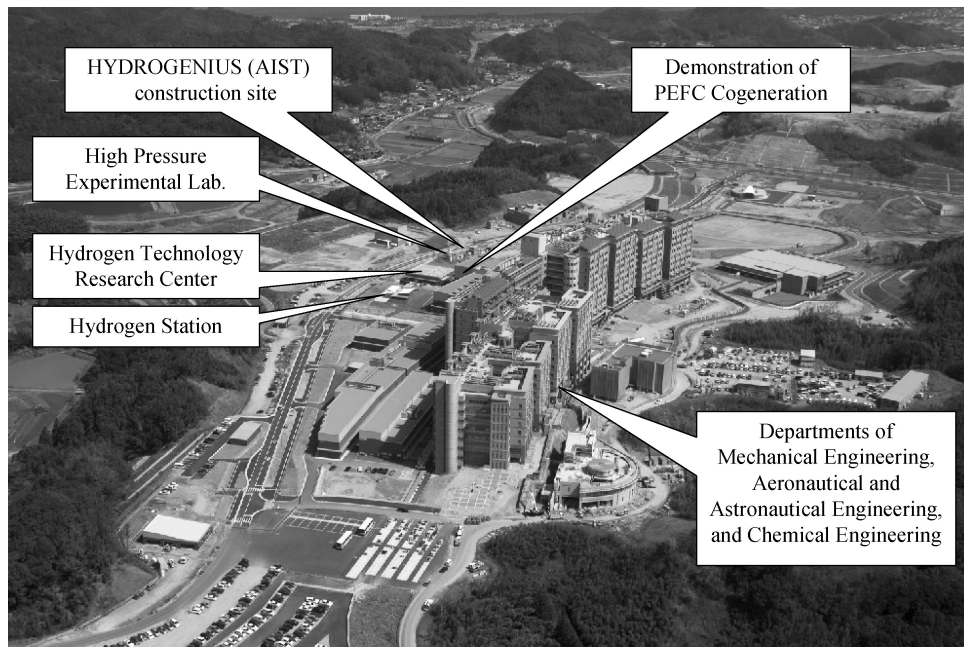 HYDROGENIUS (AIST)
construction site
Demonstration of
PEFC Cogeneration
High Pressure
Experimental Lab.
Hydrogen Technology
Research Center
Hydrogen Station
Departments of
Mechanical Engineering,
Aeronautical and
Astronautical Engineering,
and Chemical Engineering